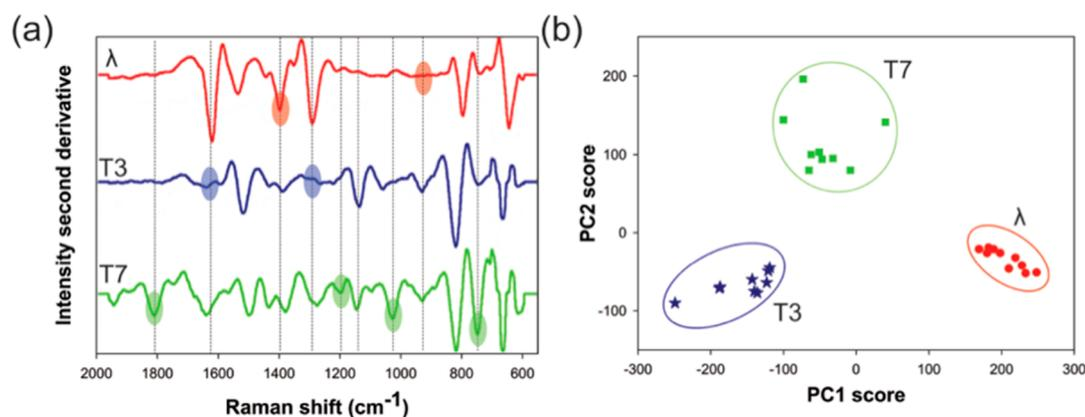 (a)
λ
T3
T7
Intensity second derivative
2000 1800 1600 1400 1200 1000 800 600
Raman shift (cm⁻¹)
(b)
200
100
0
-100
PC2 score
T7
λ
T3
-300 -200 -100 0 100 200 300
PC1 score